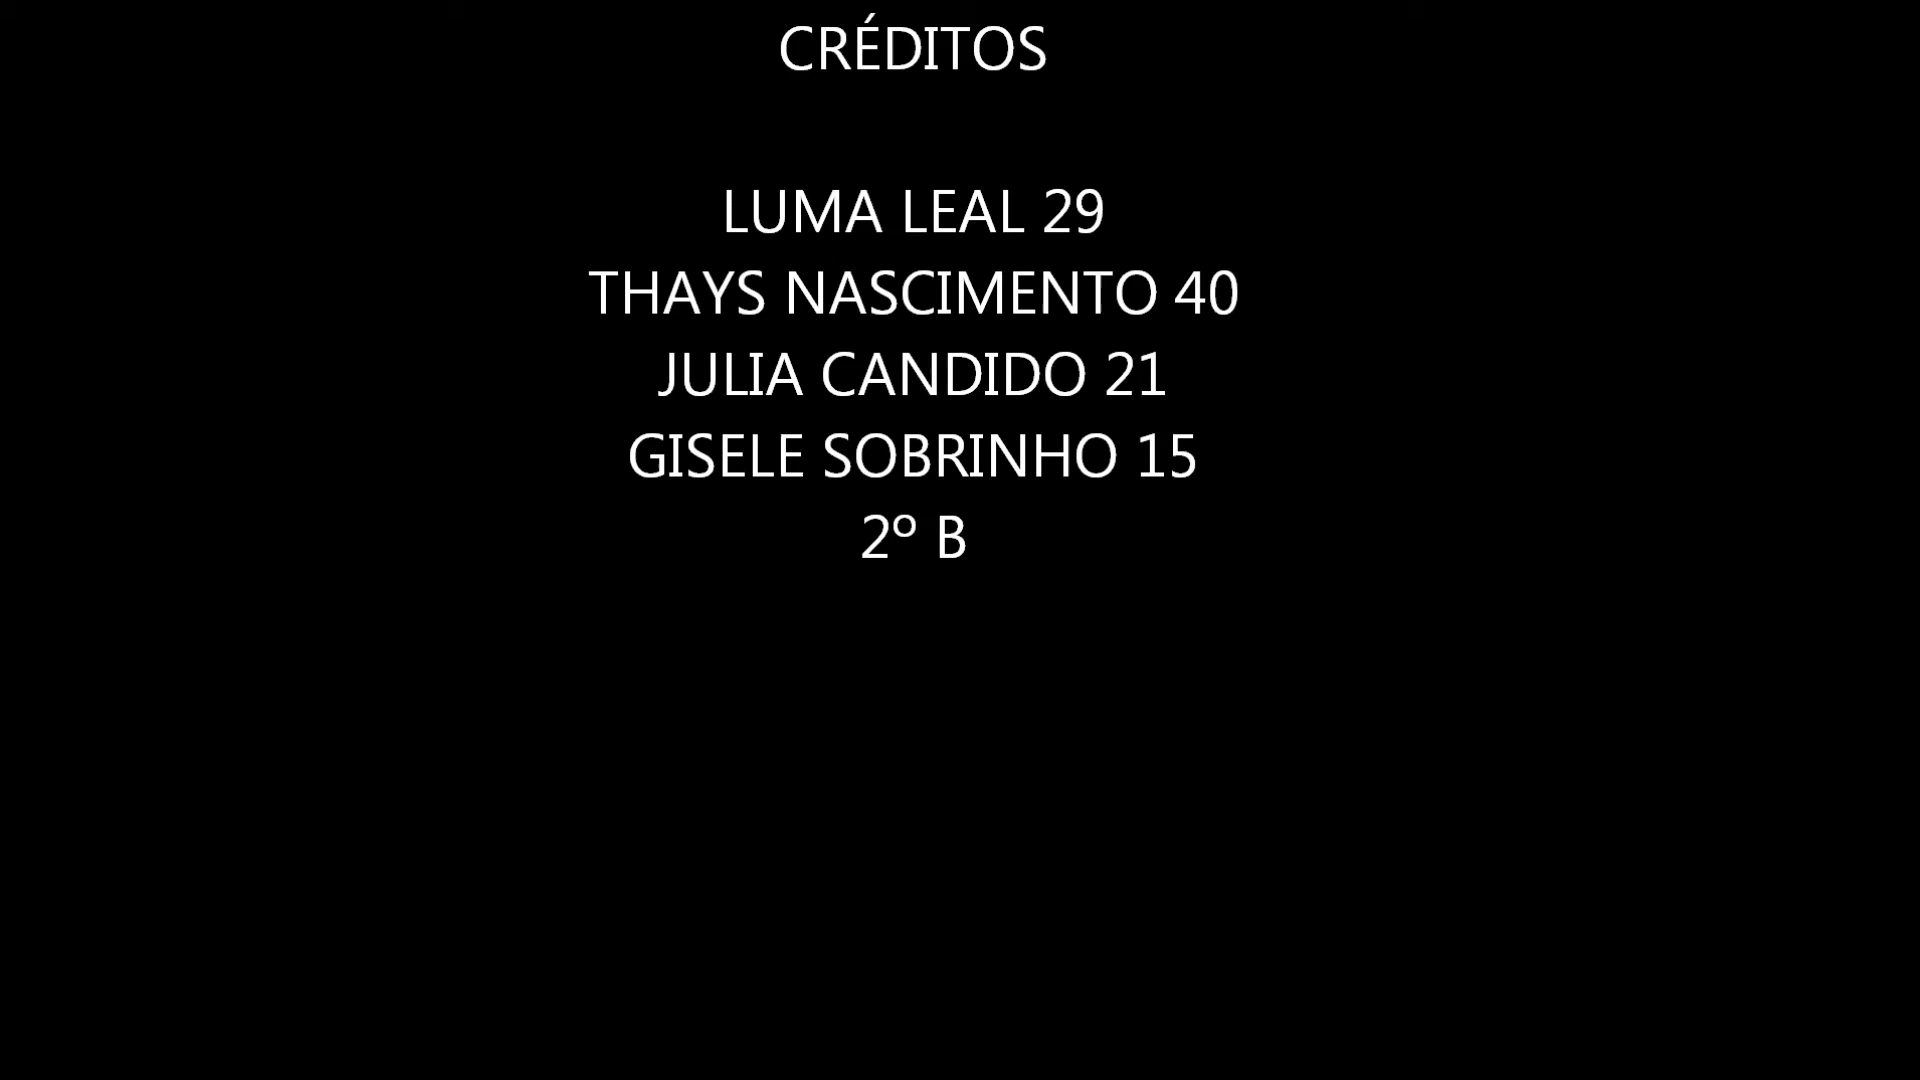 CRÉDITOS
LUMA LEAL 29
THAYS NASCIMENTO 40
JULIA CANDIDO 21
GISELE SOBRINHO 15
2º B